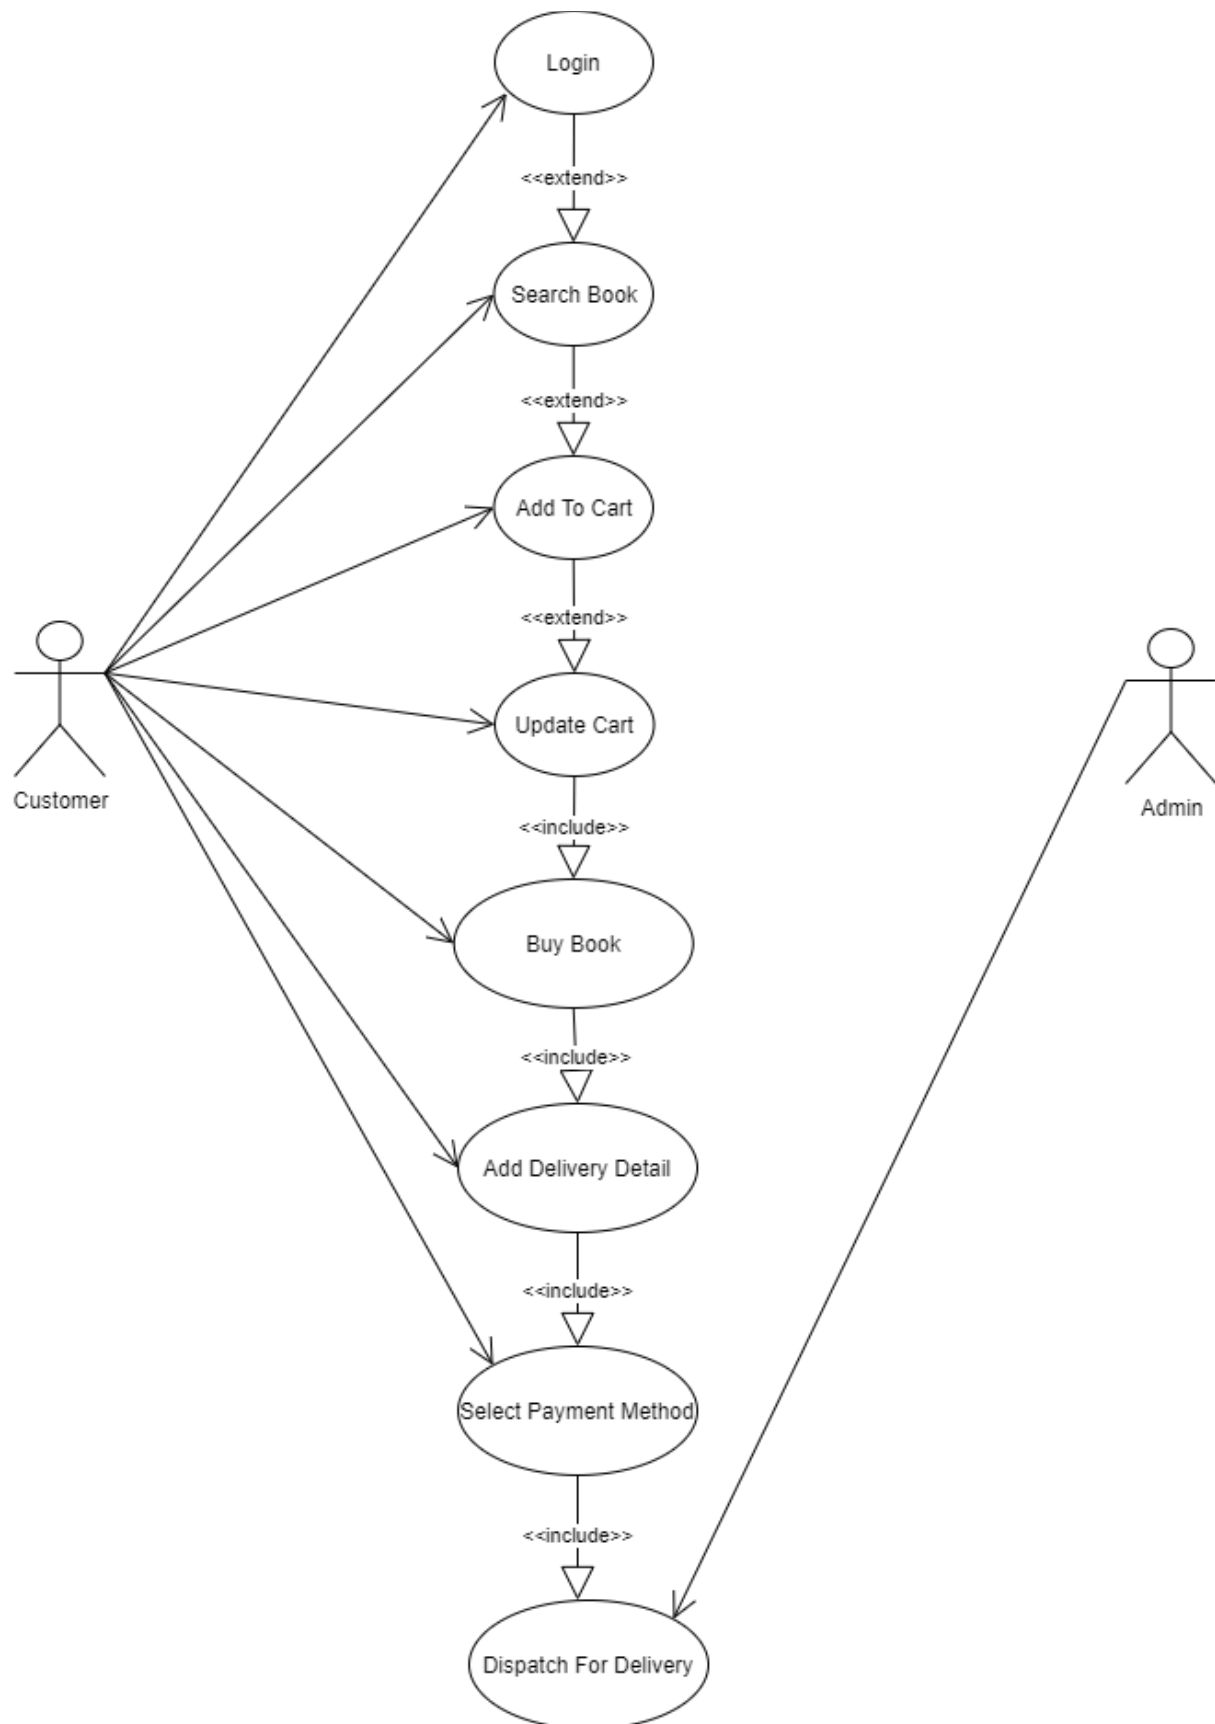 Login
<<extend>>
Search Book
<<extend>>
Add To Cart
<<extend>>
Update Cart
Customer
Admin
<<include>>
Buy Book
<<include>>
Add Delivery Detail
<<include>>
Select Payment Method
<<include>>
Dispatch For Delivery